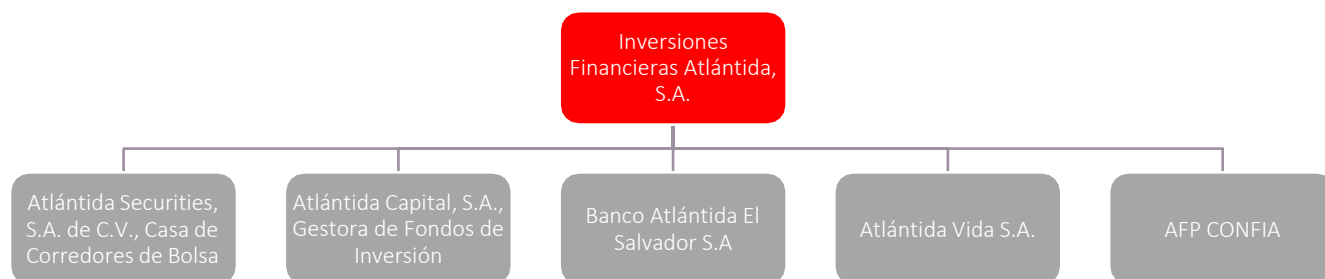 Inversiones
Financieras Atlántida,
S.A.
Atlántida Securities,
S.A. de C.V., Casa de
Corredores de Bolsa
Atlántida Capital, S.A.,
Gestora de Fondos de
Inversión
Banco Atlántida El
Salvador S.A
Atlántida Vida S.A.
AFP CONFIA